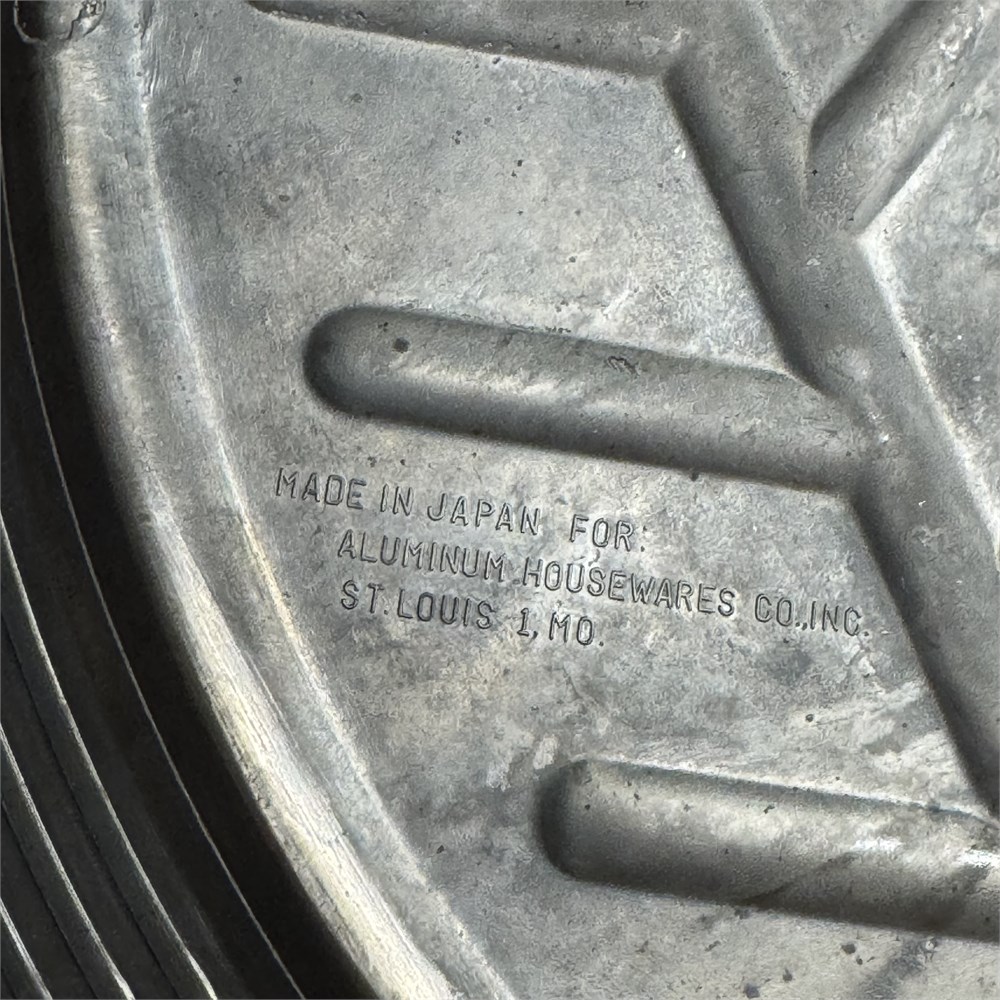 MADE IN JAPAN FOR:
ALUMINUM HOUSEWARES CO., INC.
ST. LOUIS 1, MO.